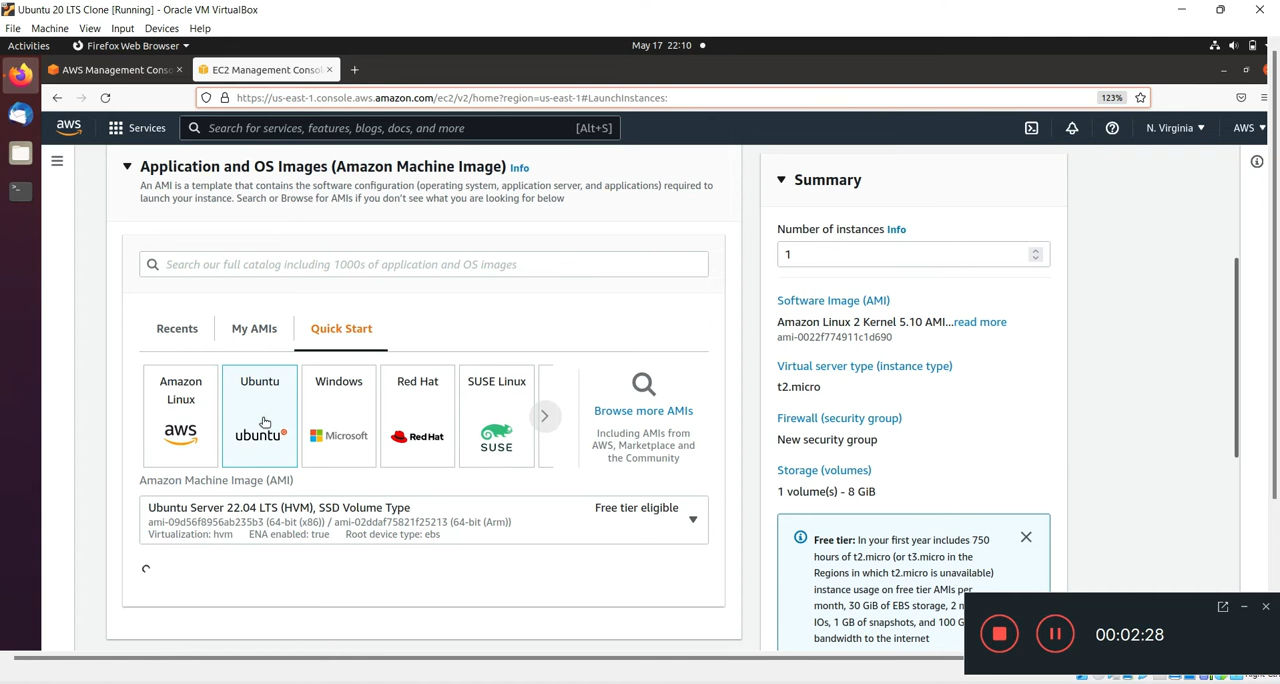 Ubuntu 20 LTS Clone [Running] - Oracle VM VirtualBox
File Machine View Input Devices Help
Activities Firefox Web Browser May 17 22:10
AWS Management Conso EC2 Management Consol
https://us-east-1.console.aws.amazon.com/ec2/v2/home?region=us-east-1#LaunchInstances: 123%
aws Services Search for services, features, blogs, docs, and more [Alt+S] N. Virginia AWS
Application and OS Images (Amazon Machine Image) Info
An AMI is a template that contains the software configuration (operating system, application server, and applications) required to
launch your instance. Search or Browse for AMIs if you don't see what you are looking for below
Search our full catalog including 1000s of application and OS images
Recents My AMIs Quick Start
Amazon Linux
aws
Ubuntu
ubuntu
Windows
Microsoft
Red Hat
Red Hat
SUSE Linux
SUSE
Browse more AMIs
Including AMIs from
AWS, Marketplace and
the Community
Amazon Machine Image (AMI)
Ubuntu Server 22.04 LTS (HVM), SSD Volume Type Free tier eligible
ami-09d56f8956ab235b3 (64-bit (x86)) / ami-02ddaf75821f25213 (64-bit (Arm))
Virtualization: hvm ENA enabled: true Root device type: ebs
Summary
Number of instances Info
1
Software Image (AMI)
Amazon Linux 2 Kernel 5.10 AMI...read more
ami-0022f774911c1d690
Virtual server type (instance type)
t2.micro
Firewall (security group)
New security group
Storage (volumes)
1 volume(s) - 8 GiB
Free tier: In your first year includes 750
hours of t2.micro (or t3.micro in the
Regions in which t2.micro is unavailable)
instance usage on free tier AMIs per
month, 30 GiB of EBS storage, 2
IOs, 1 GB of snapshots, and 100
bandwidth to the internet
00:02:28